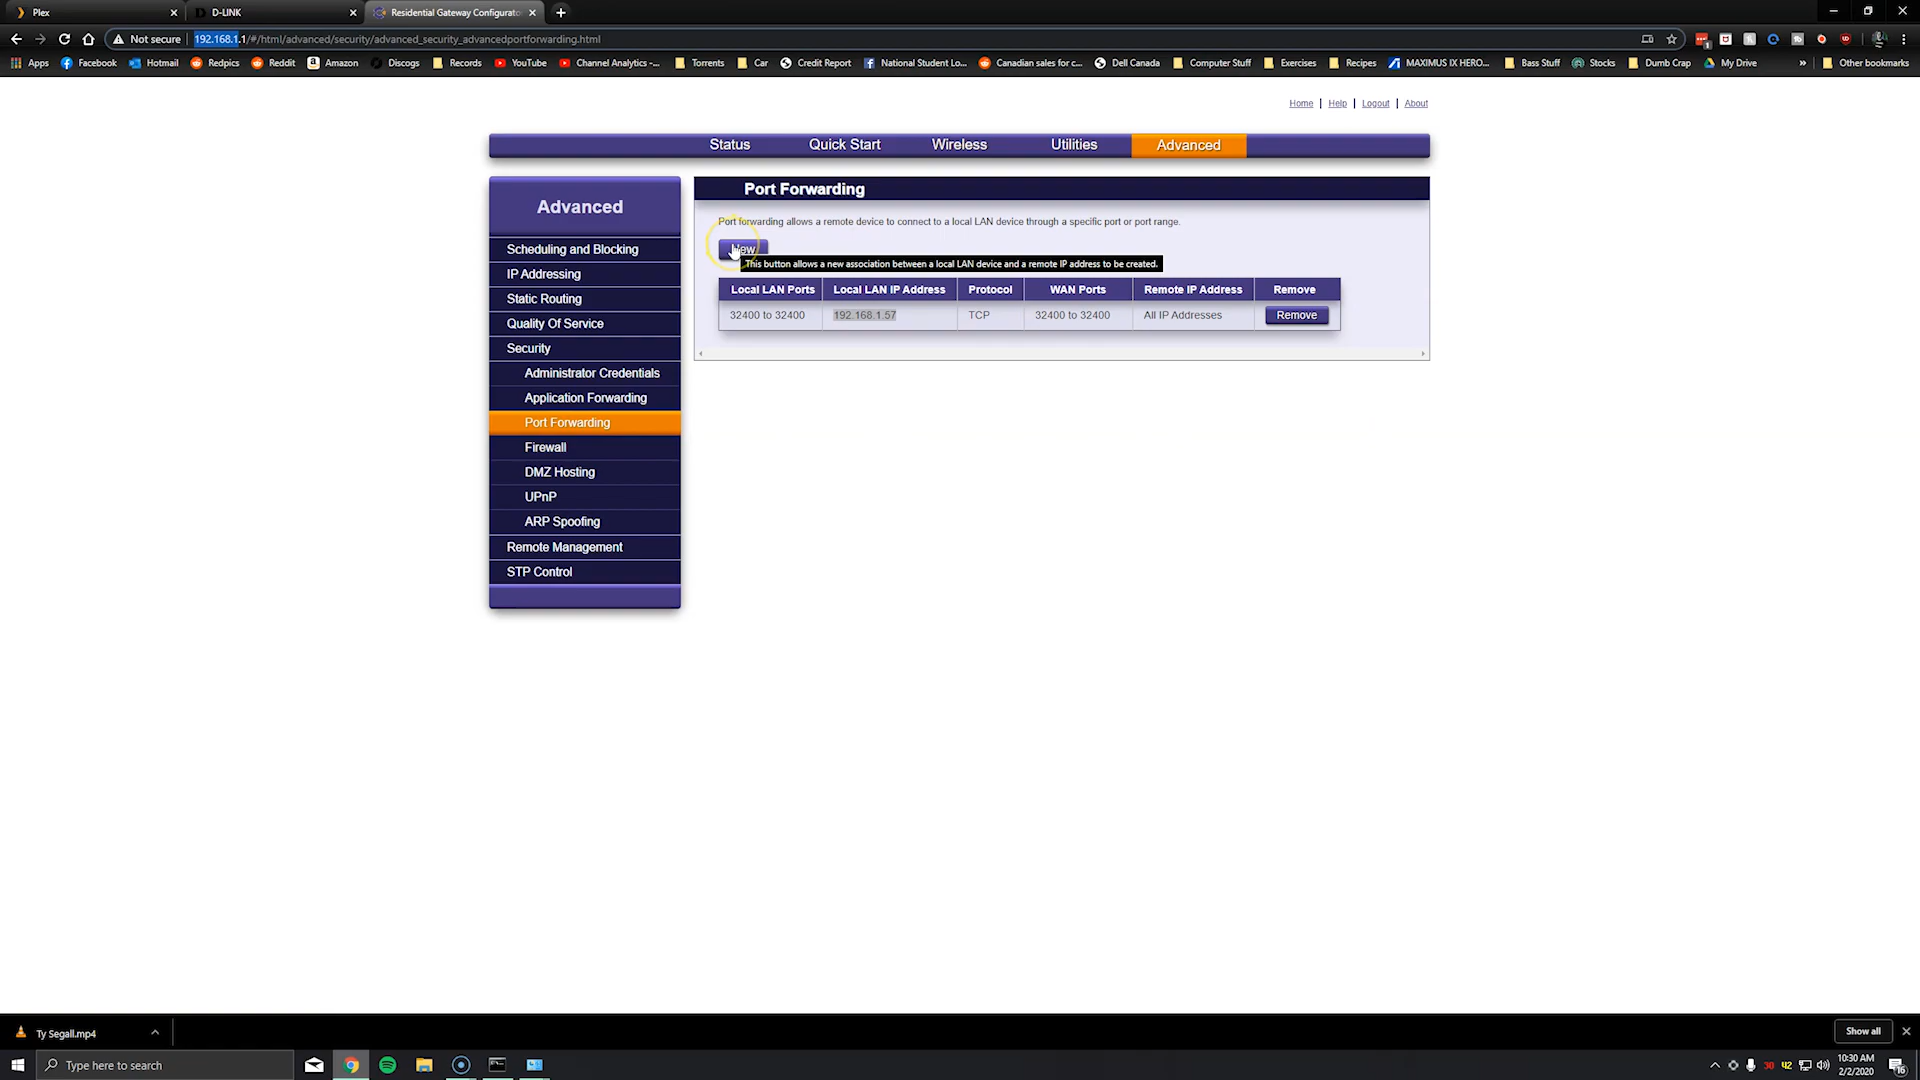 Plex
D-LINK
Residential Gateway Configurato
Not secure
192.168.1.1/#/html/advanced/security/advanced_security_advancedportforwarding.html
Apps
Facebook
Hotmail
Redpics
Reddit
Amazon
Discogs
Records
YouTube
Channel Analytics -...
Torrents
Car
Credit Report
National Student Lo...
Canadian sales for c...
Dell Canada
Computer Stuff
Exercises
Recipes
MAXIMUS IX HERO...
Bass Stuff
Stocks
Dumb Crap
My Drive
»
Other bookmarks
Home | Help | Logout | About
Status
Quick Start
Wireless
Utilities
Advanced
Advanced
Scheduling and Blocking
IP Addressing
Static Routing
Quality Of Service
Security
Administrator Credentials
Application Forwarding
Port Forwarding
Firewall
DMZ Hosting
UPnP
ARP Spoofing
Remote Management
STP Control
Port Forwarding
Port forwarding allows a remote device to connect to a local LAN device through a specific port or port range.
New
This button allows a new association between a local LAN device and a remote IP address to be created.
Local LAN Ports Local LAN IP Address Protocol WAN Ports Remote IP Address Remove
32400 to 32400 192.168.1.57 TCP 32400 to 32400 All IP Addresses Remove
Ty Segall.mp4
Show all
Type here to search
30
42
10:30 AM
2/2/2020
16